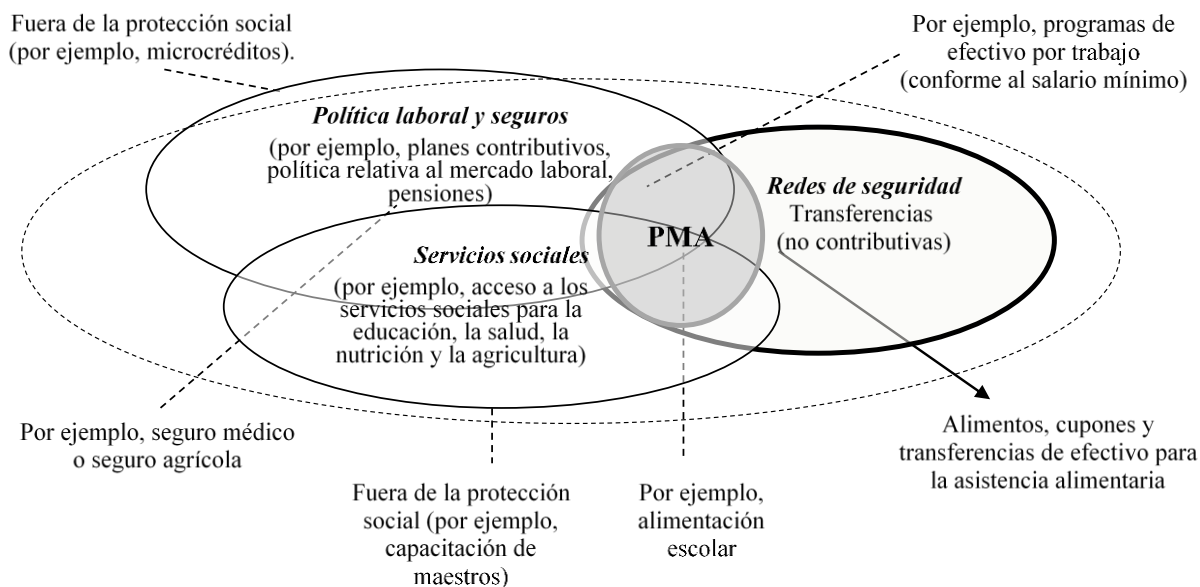 Fuera de la protección social
(por ejemplo, microcréditos).
Por ejemplo, programas de
efectivo por trabajo
(conforme al salario mínimo)
Política laboral y seguros
(por ejemplo, planes contributivos,
política relativa al mercado laboral,
pensiones)
Redes de seguridad
Transferencias
(no contributivas)
PMA
Servicios sociales
(por ejemplo, acceso a los
servicios sociales para la
educación, la salud, la
nutrición y la agricultura)
Por ejemplo, seguro médico
o seguro agrícola
Alimentos, cupones y
transferencias de efectivo para
la asistencia alimentaria
Fuera de la protección
social (por ejemplo,
capacitación de
maestros)
Por ejemplo,
alimentación
escolar